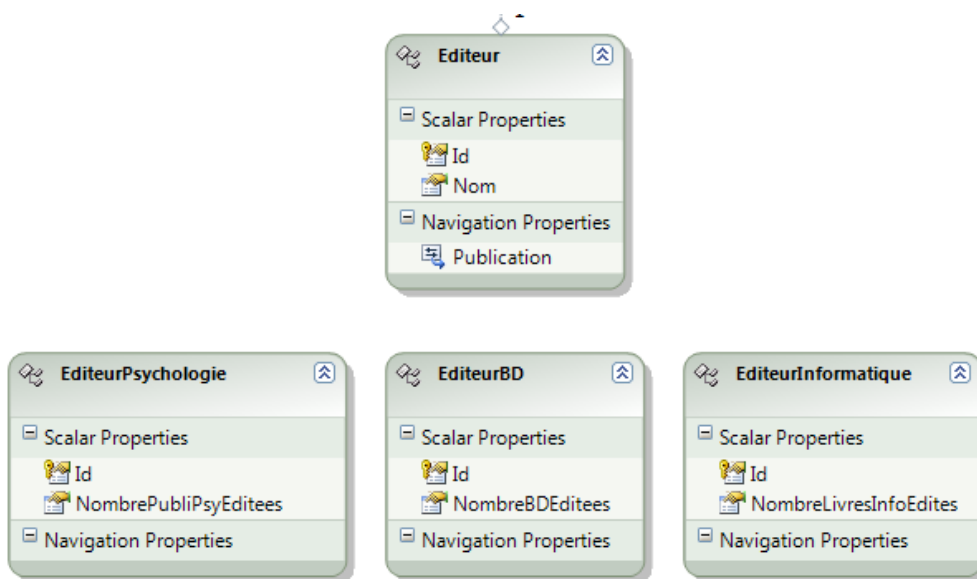 Editeur
Scalar Properties
Id
Nom
Navigation Properties
Publication
EditeurPsychologie
Scalar Properties
Id
NombrePubliPsyEditees
Navigation Properties
EditeurBD
Scalar Properties
Id
NombreBDEditees
Navigation Properties
EditeurInformatique
Scalar Properties
Id
NombreLivresInfoEdites
Navigation Properties